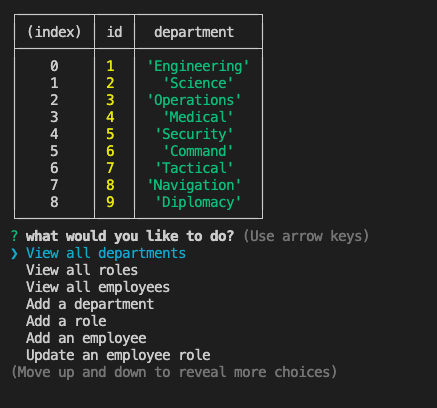 (index) id department
0 1 'Engineering'
1 2 'Science'
2 3 'Operations'
3 4 'Medical'
4 5 'Security'
5 6 'Command'
6 7 'Tactical'
7 8 'Navigation'
8 9 'Diplomacy'
? what would you like to do? (Use arrow keys)
❯ View all departments
View all roles
View all employees
Add a department
Add a role
Add an employee
Update an employee role
(Move up and down to reveal more choices)